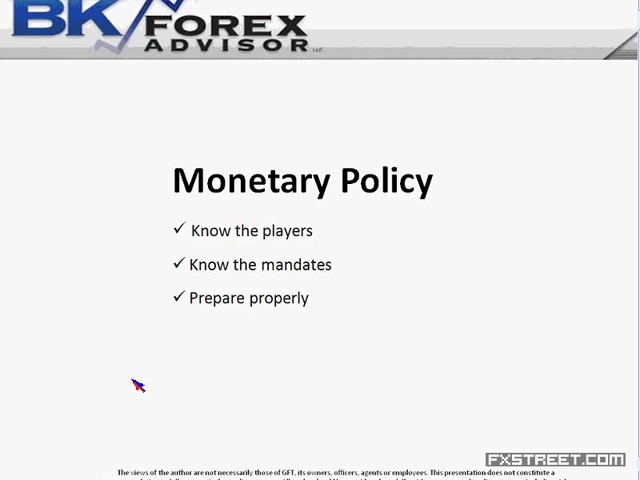 BK FOREX
ADVISOR LLC
Monetary Policy
✓ Know the players
✓ Know the mandates
✓ Prepare properly
FXSTREET.COM
The views of the author are not necessarily those of GFT, its owners, officers, agents or employees. This presentation does not constitute a